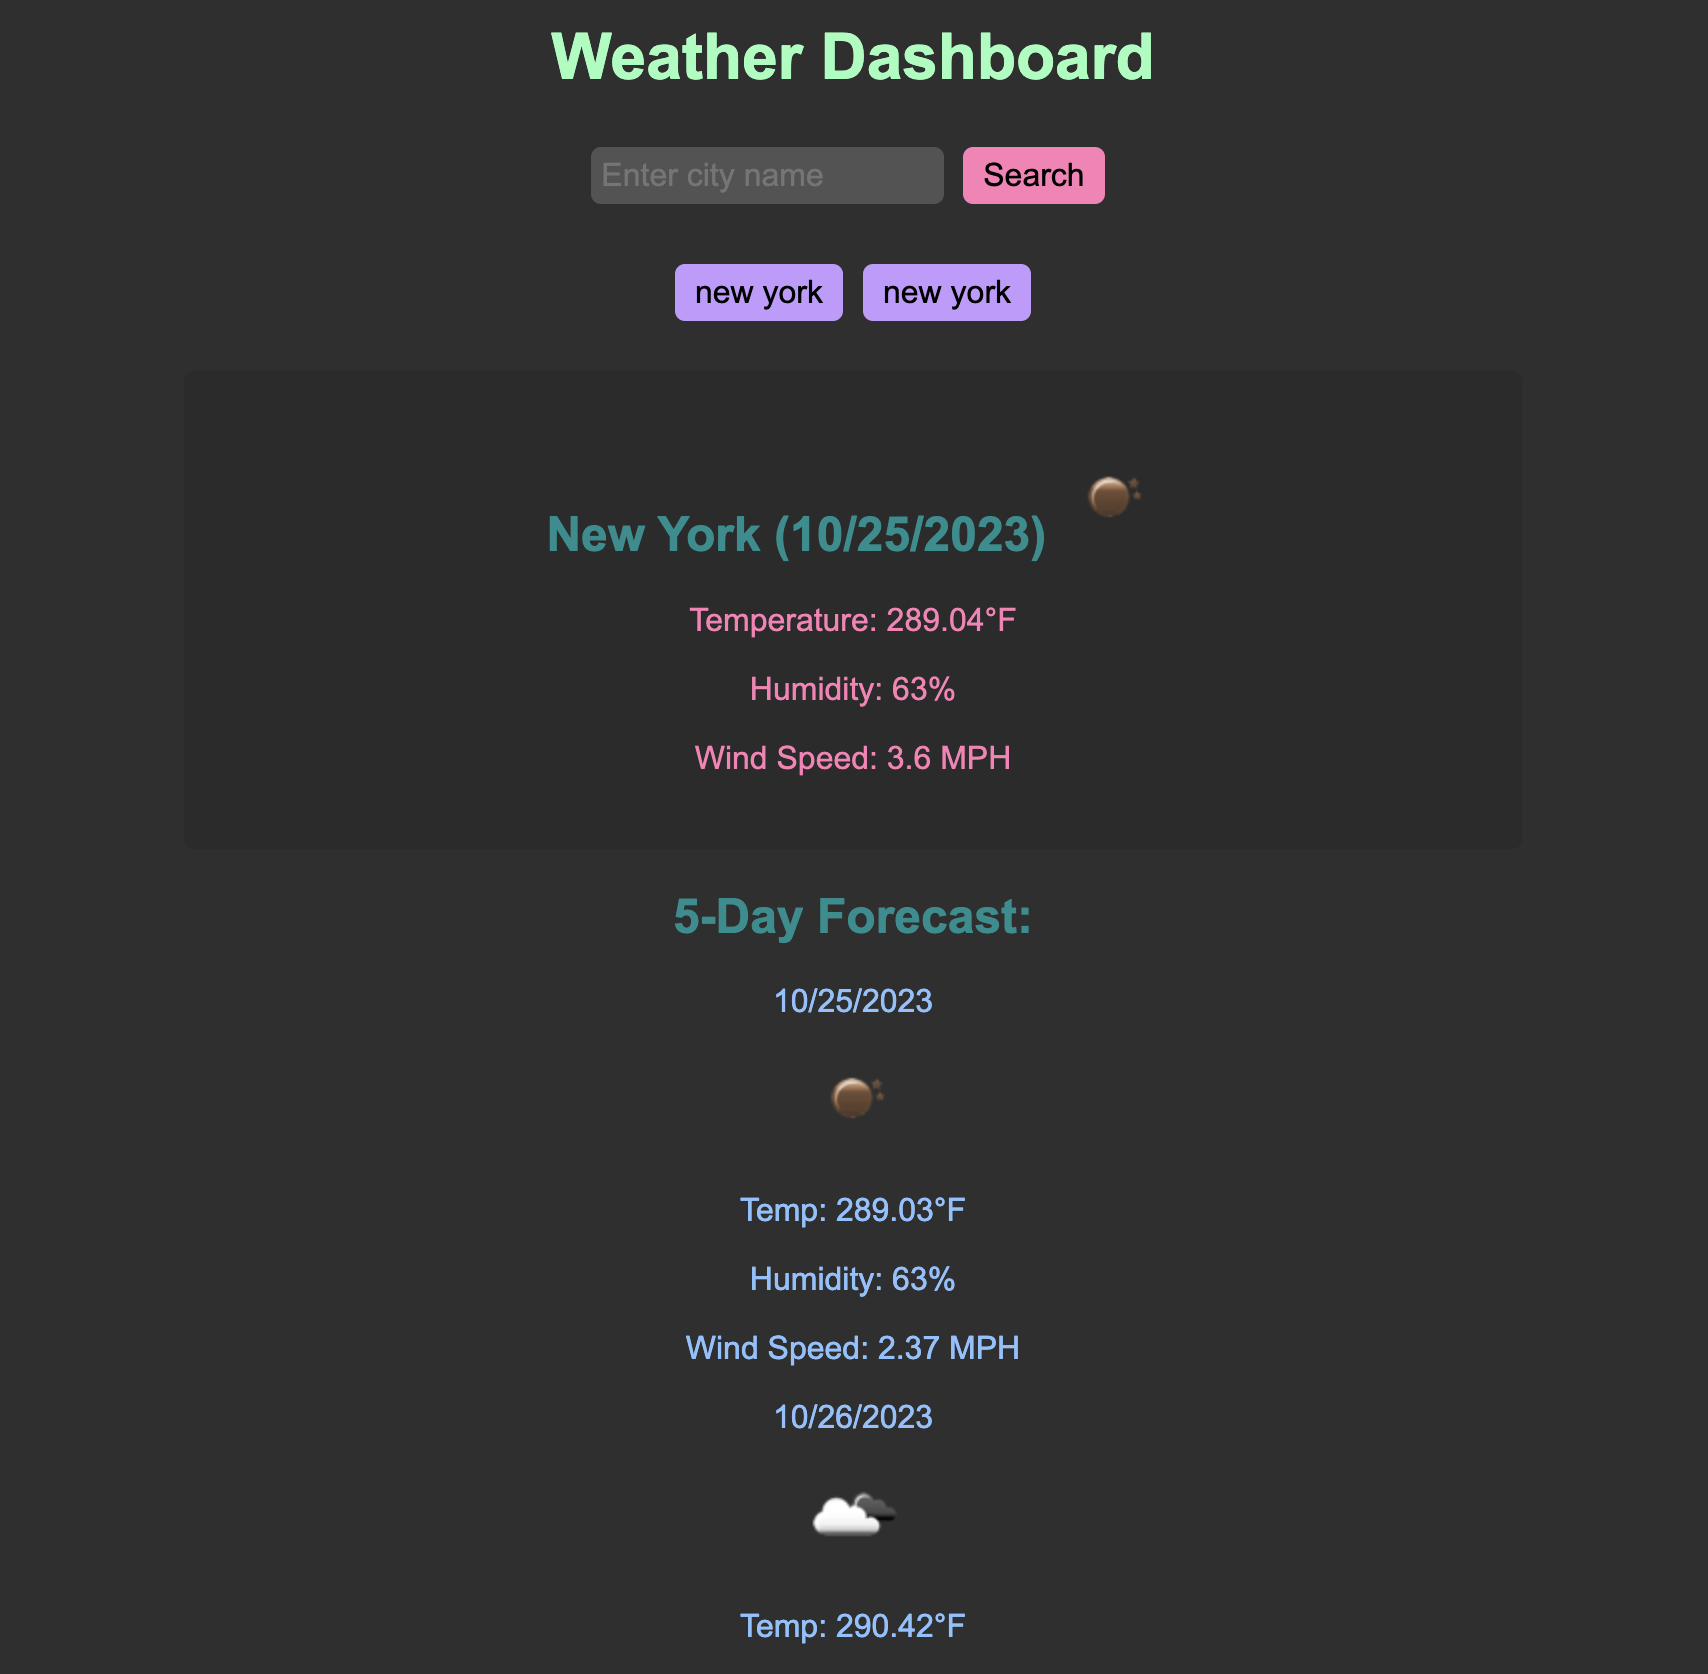 Weather Dashboard
Enter city name Search
new york new york
New York (10/25/2023)
Temperature: 289.04°F
Humidity: 63%
Wind Speed: 3.6 MPH
5-Day Forecast:
10/25/2023
Temp: 289.03°F
Humidity: 63%
Wind Speed: 2.37 MPH
10/26/2023
Temp: 290.42°F